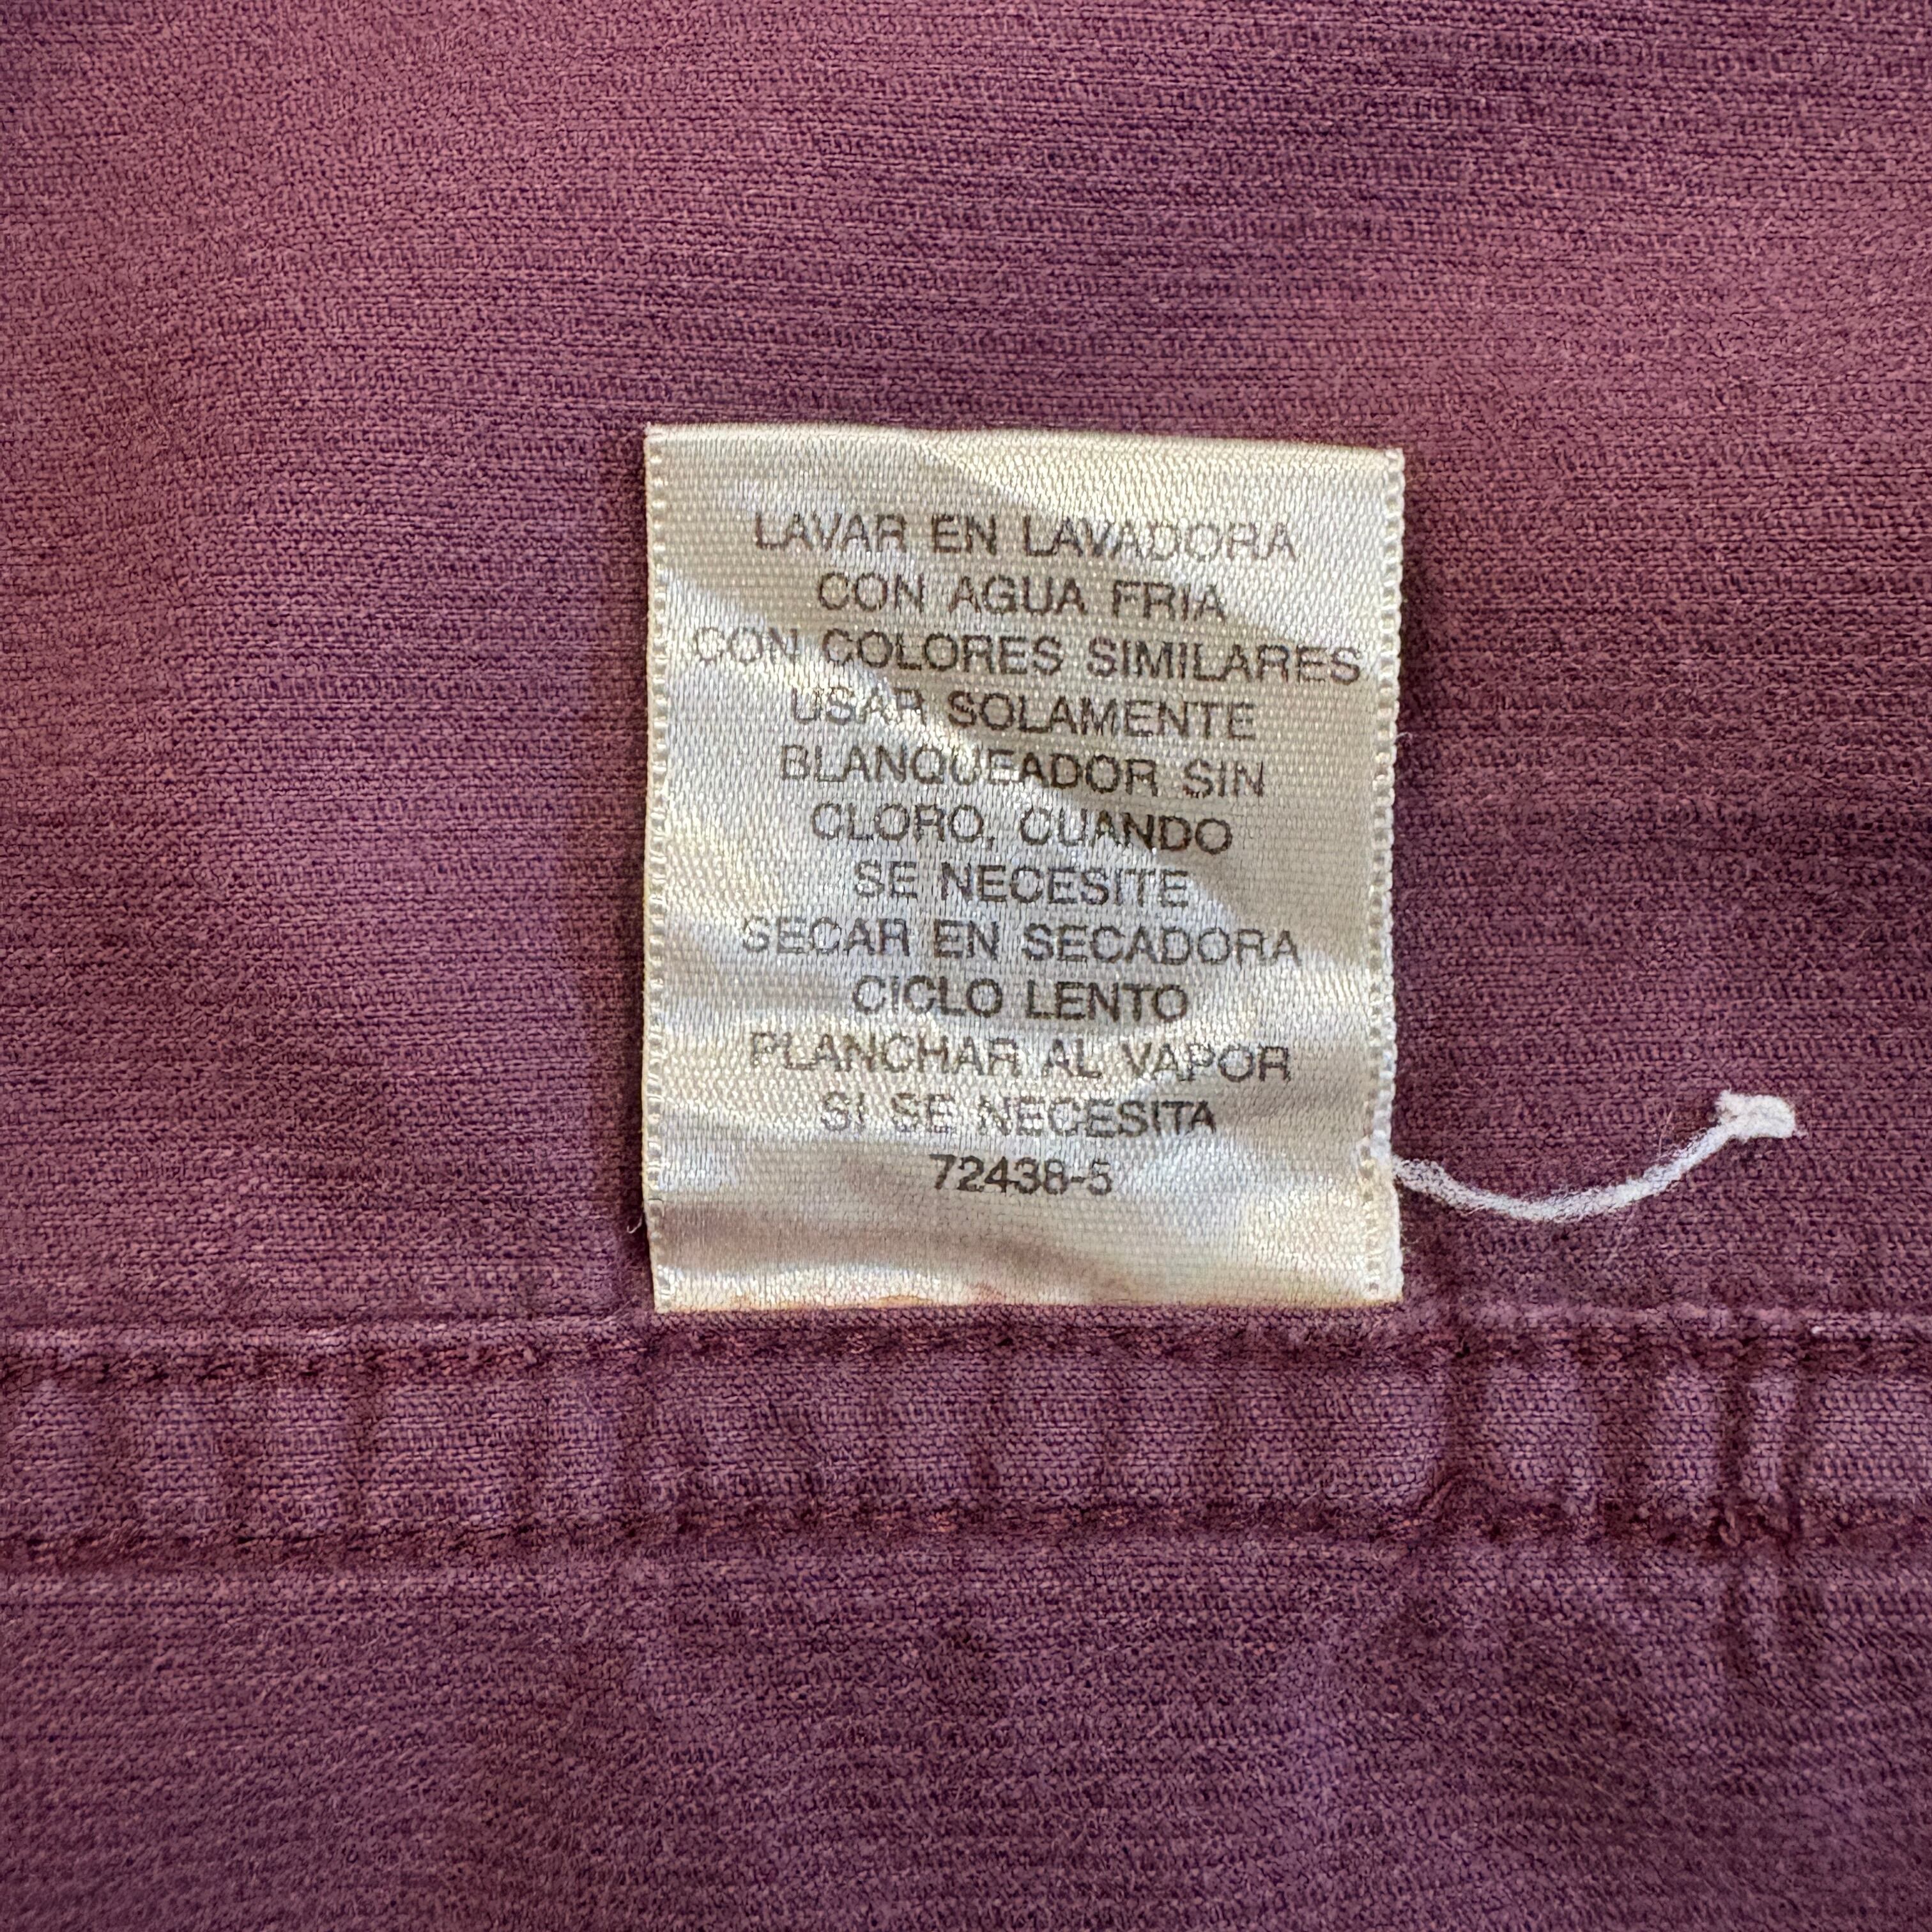 LAVAR EN LAVADORA
CON AGUA FRIA
CON COLORES SIMILARES
USAR SOLAMENTE
BLANQUEADOR SIN
CLORO, CUANDO
SE NECESITE
SECAR EN SECADORA
CICLO LENTO
PLANCHAR AL VAPOR
SI SE NECESITA
72438-5